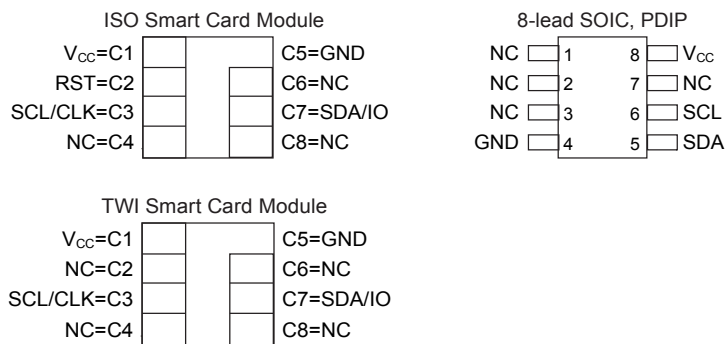 ISO Smart Card Module
VCC=C1
C5=GND
RST=C2
C6=NC
SCL/CLK=C3
C7=SDA/IO
NC=C4
C8=NC
8-lead SOIC, PDIP
NC 1 8 VCC
NC 2 7 NC
NC 3 6 SCL
GND 4 5 SDA
TWI Smart Card Module
VCC=C1
C5=GND
NC=C2
C6=NC
SCL/CLK=C3
C7=SDA/IO
NC=C4
C8=NC